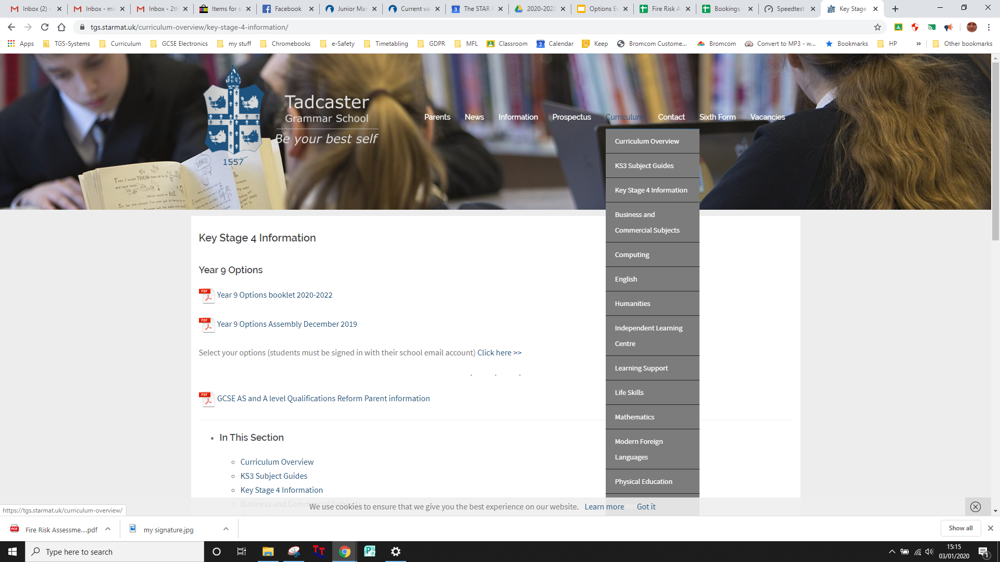 Inbox (2) -
Inbox - mi
Inbox - 2th
Items for s
Facebook
Junior Mar
Current va
The STAR
2020-2022
Options Ev
Fire Risk A
Bookings -
Speedtest
Key Stage
tgs.starmat.uk/curriculum-overview/key-stage-4-information/
Apps
TGS-Systems
Curriculum
GCSE Electronics
my stuff
Chromebooks
e-Safety
Timetabling
GDPR
MFL
Classroom
Calendar
Keep
Bromcom Custome...
Bromcom
Convert to MP3 - w...
Bookmarks
HP
»
Other bookmarks
Tadcaster
Grammar School
Be your best self
1557
Parents
News
Information
Prospectus
Curriculum
Contact
Sixth Form
Vacancies
Curriculum Overview
KS3 Subject Guides
Key Stage 4 Information
Business and
Commercial Subjects
Computing
English
Humanities
Independent Learning
Centre
Learning Support
Life Skills
Mathematics
Modern Foreign
Languages
Physical Education
Key Stage 4 Information
Year 9 Options
Year 9 Options booklet 2020-2022
Year 9 Options Assembly December 2019
Select your options (students must be signed in with their school email account) Click here >>
. . .
GCSE AS and A level Qualifications Reform Parent information
In This Section
Curriculum Overview
KS3 Subject Guides
Key Stage 4 Information
Business and Commercial Subjects
We use cookies to ensure that we give you the best experience on our website. Learn more Got it
https://tgs.starmat.uk/curriculum-overview/
Fire Risk Assessme....pdf
my signature.jpg
Show all
Type here to search
15:15
03/01/2020
1